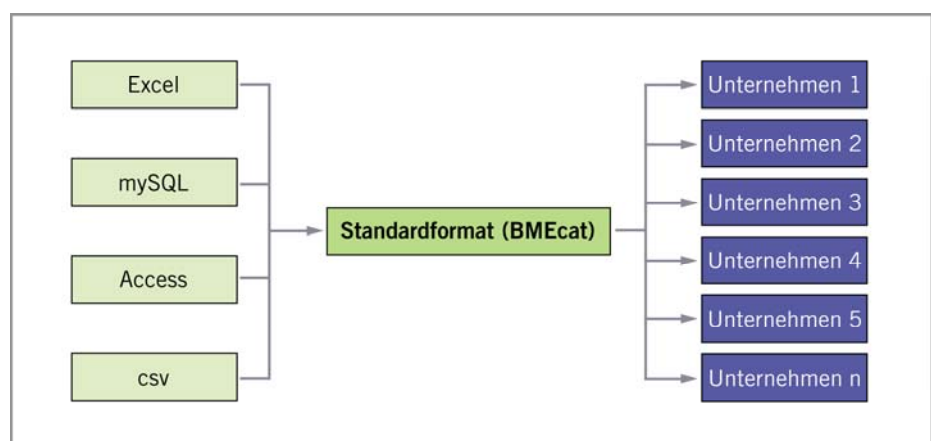 Excel
mySQL
Access
csv
Standardformat (BMEcat)
Unternehmen 1
Unternehmen 2
Unternehmen 3
Unternehmen 4
Unternehmen 5
Unternehmen n